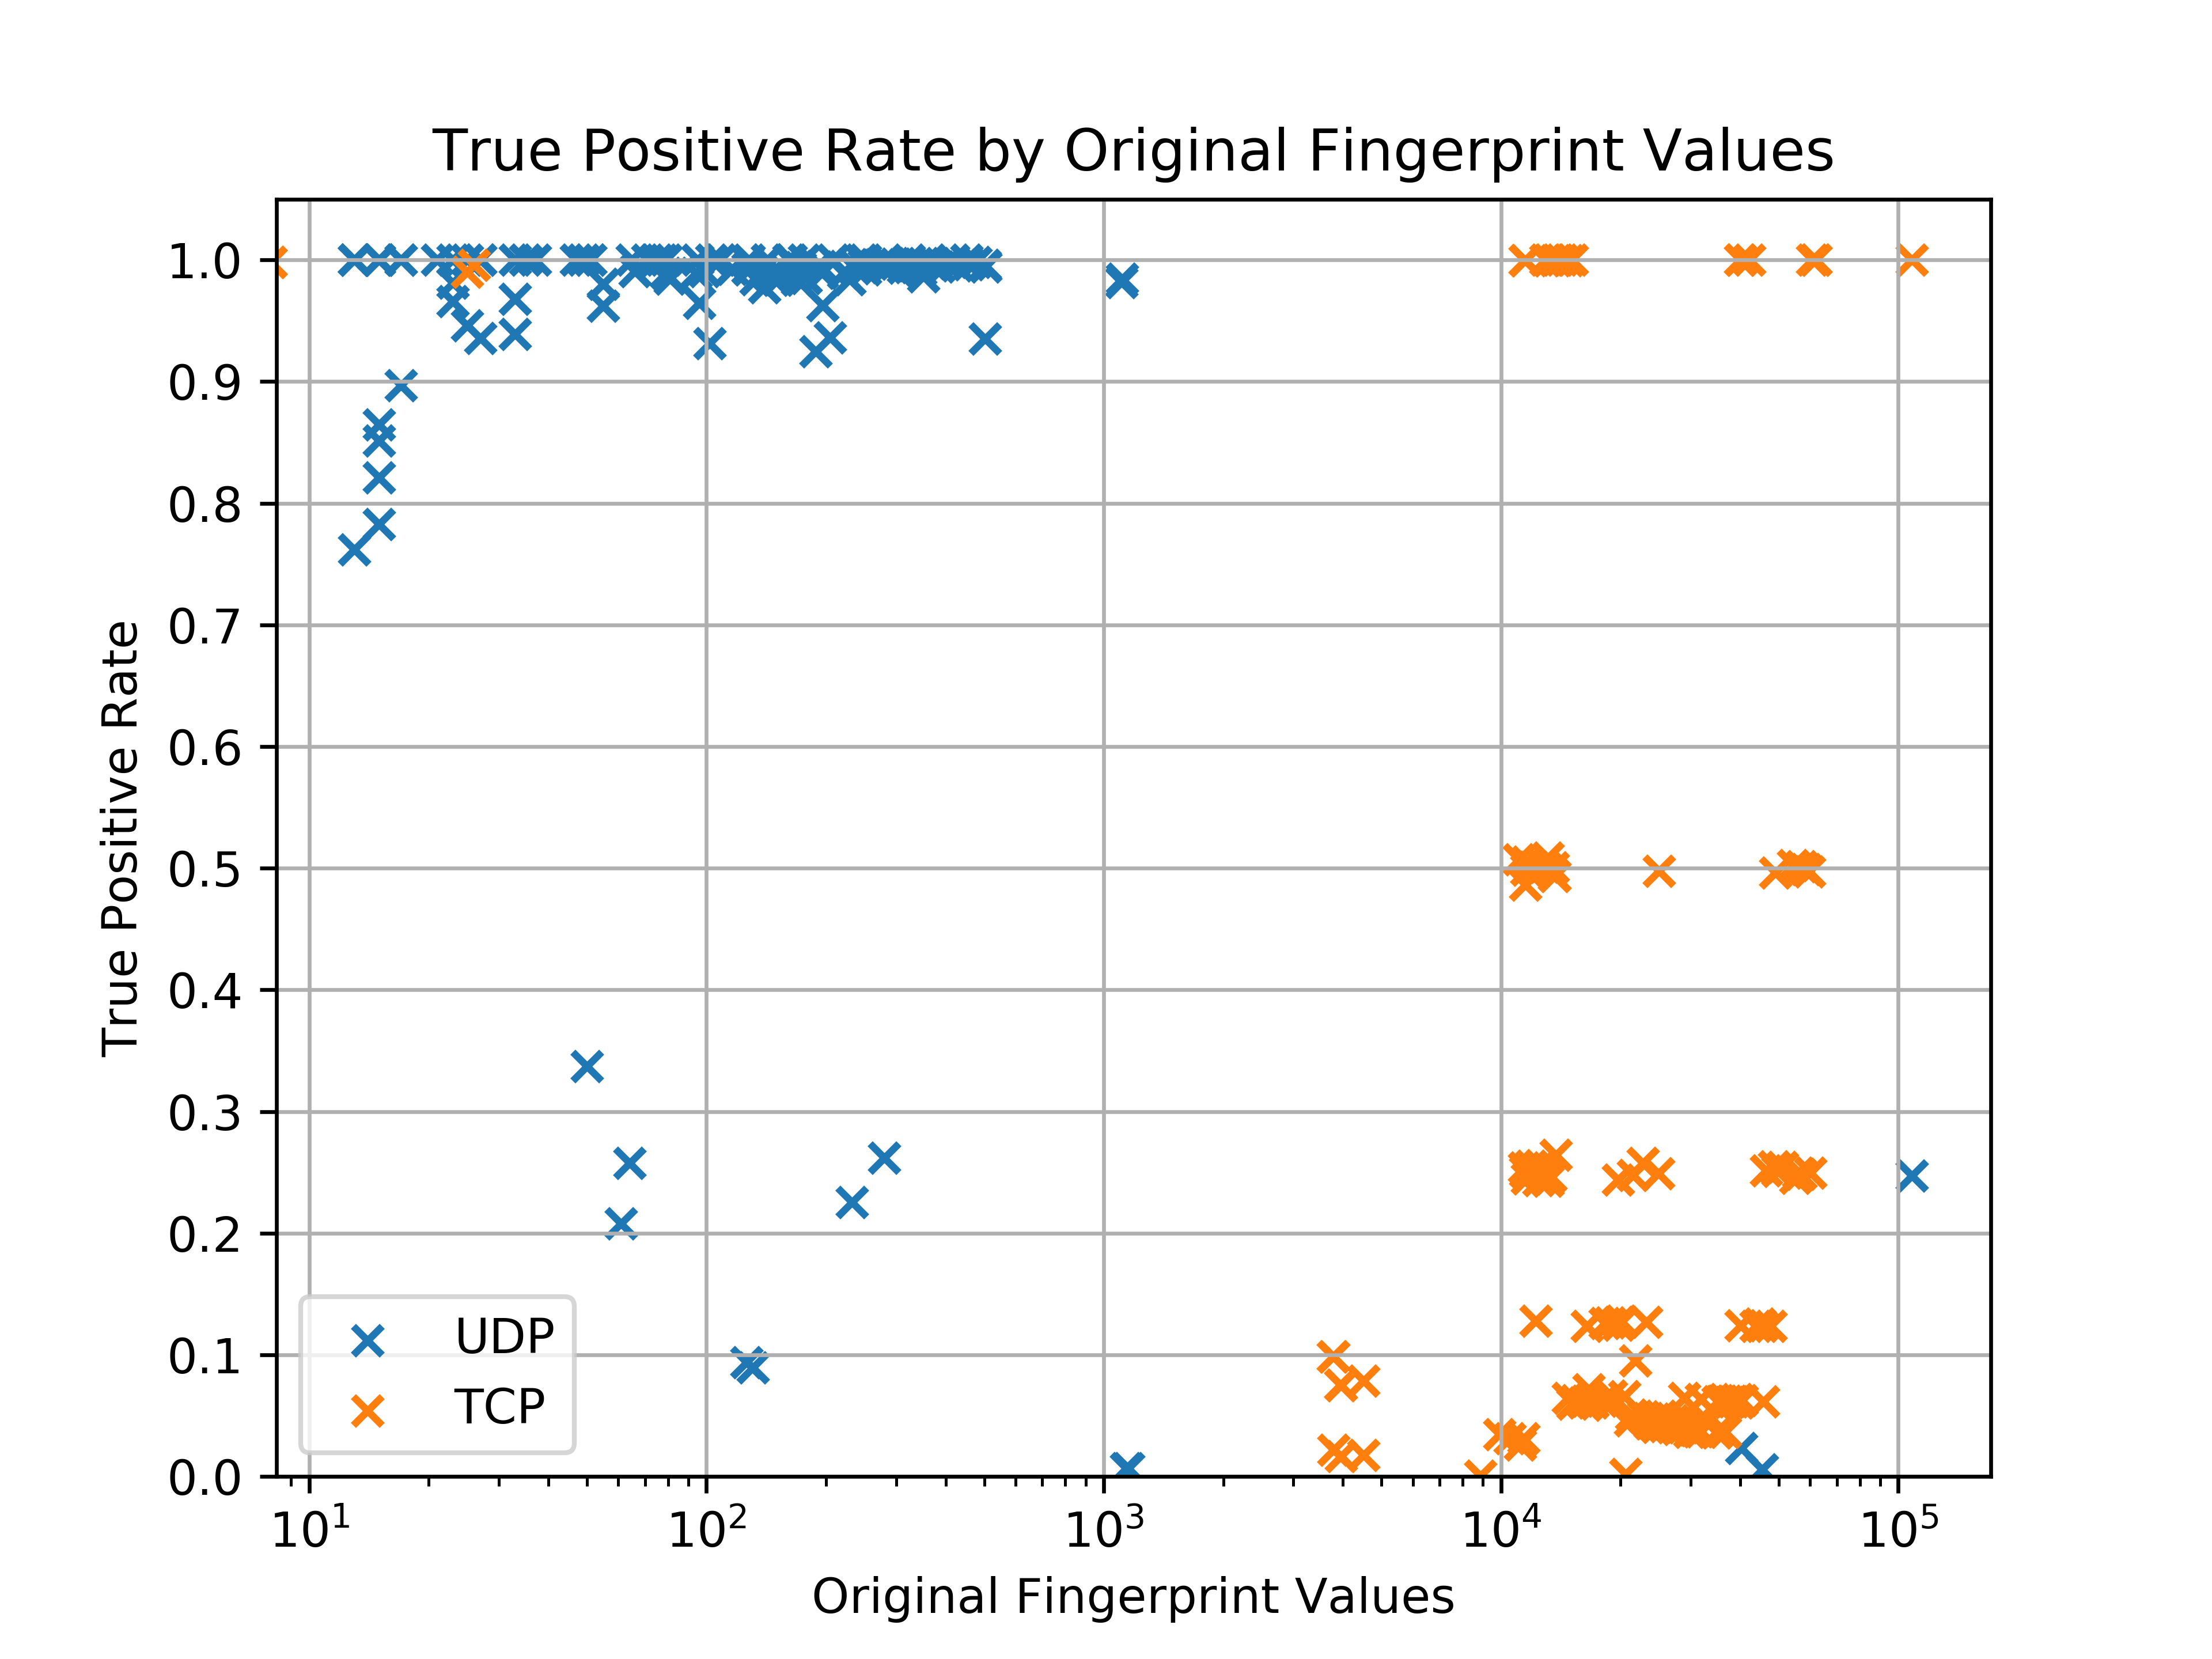 True Positive Rate by Original Fingerprint Values
True Positive Rate
1.0
0.9
0.8
0.7
0.6
0.5
0.4
0.3
0.2
0.1
0.0
UDP
TCP
10¹ 10² 10³ 10⁴ 10⁵
Original Fingerprint Values